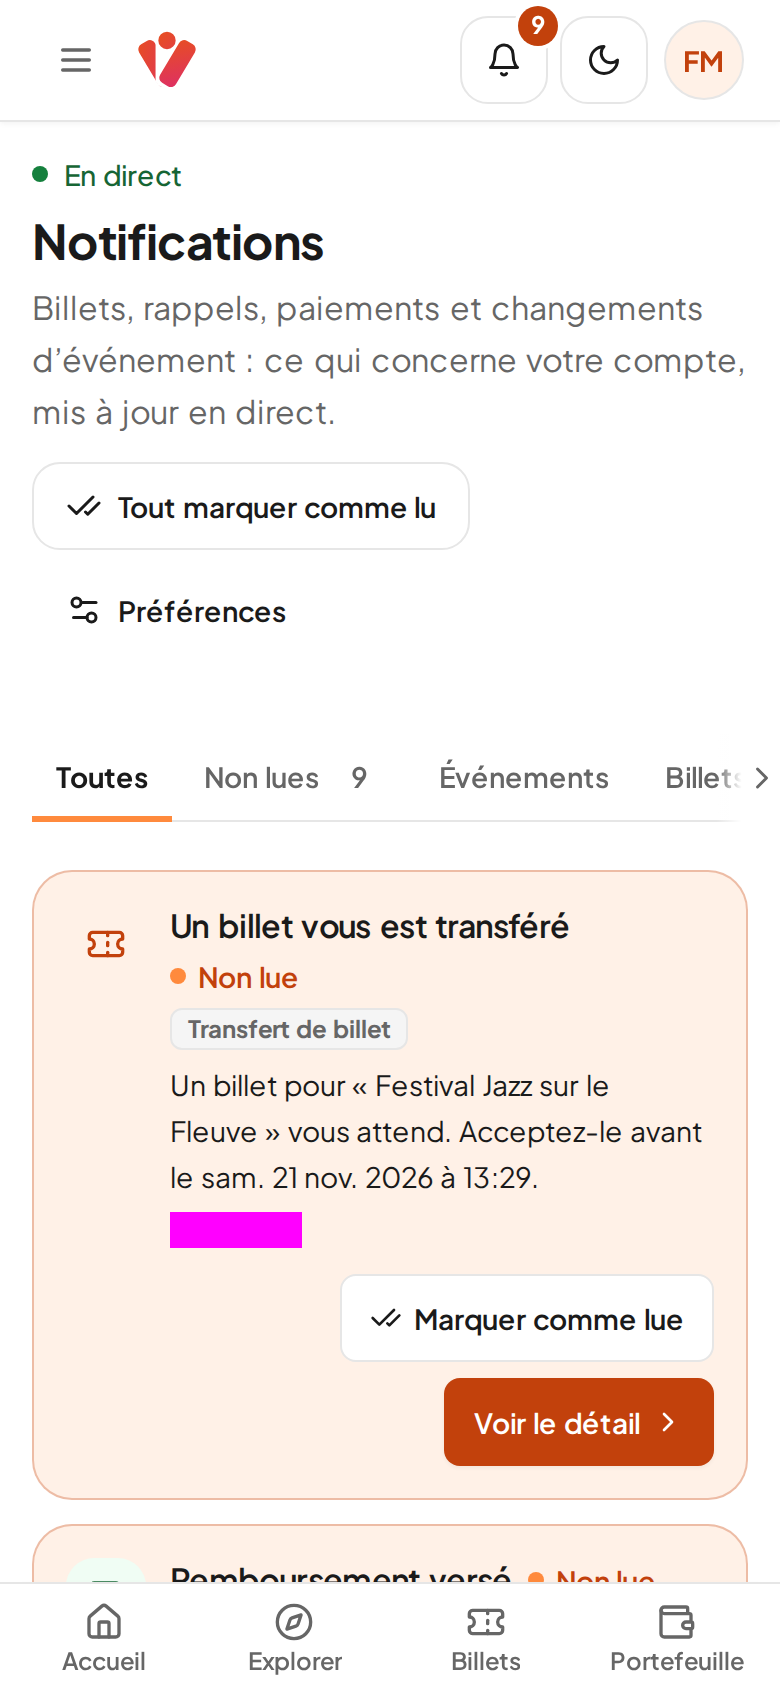 9
FM
En direct
Notifications
Billets, rappels, paiements et changements
d’événement : ce qui concerne votre compte,
mis à jour en direct.
Tout marquer comme lu
Préférences
Toutes Non lues 9 Événements Billets
Un billet vous est transféré
Non lue
Transfert de billet
Un billet pour « Festival Jazz sur le
Fleuve » vous attend. Acceptez-le avant
le sam. 21 nov. 2026 à 13:29.
Marquer comme lue
Voir le détail
Remboursement versé Non lue
Accueil Explorer Billets Portefeuille